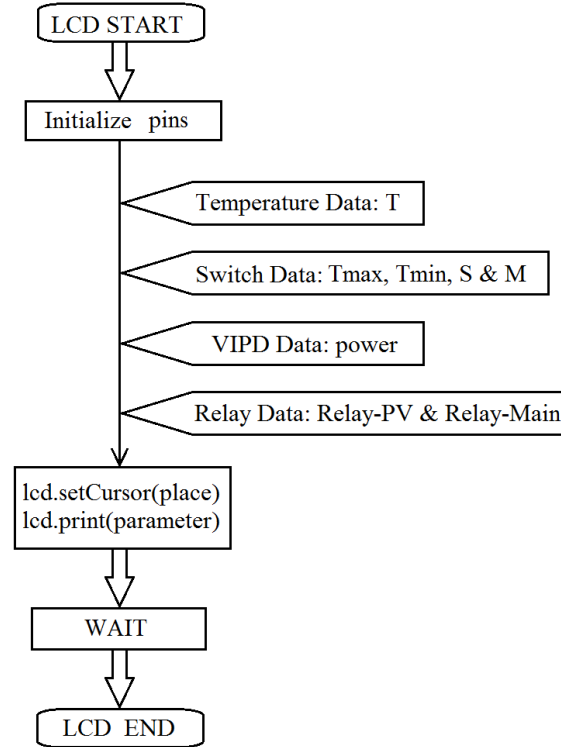 LCD START
Initialize pins
Temperature Data: T
Switch Data: Tmax, Tmin, S & M
VIPD Data: power
Relay Data: Relay-PV & Relay-Main
lcd.setCursor(place)
lcd.print(parameter)
WAIT
LCD END